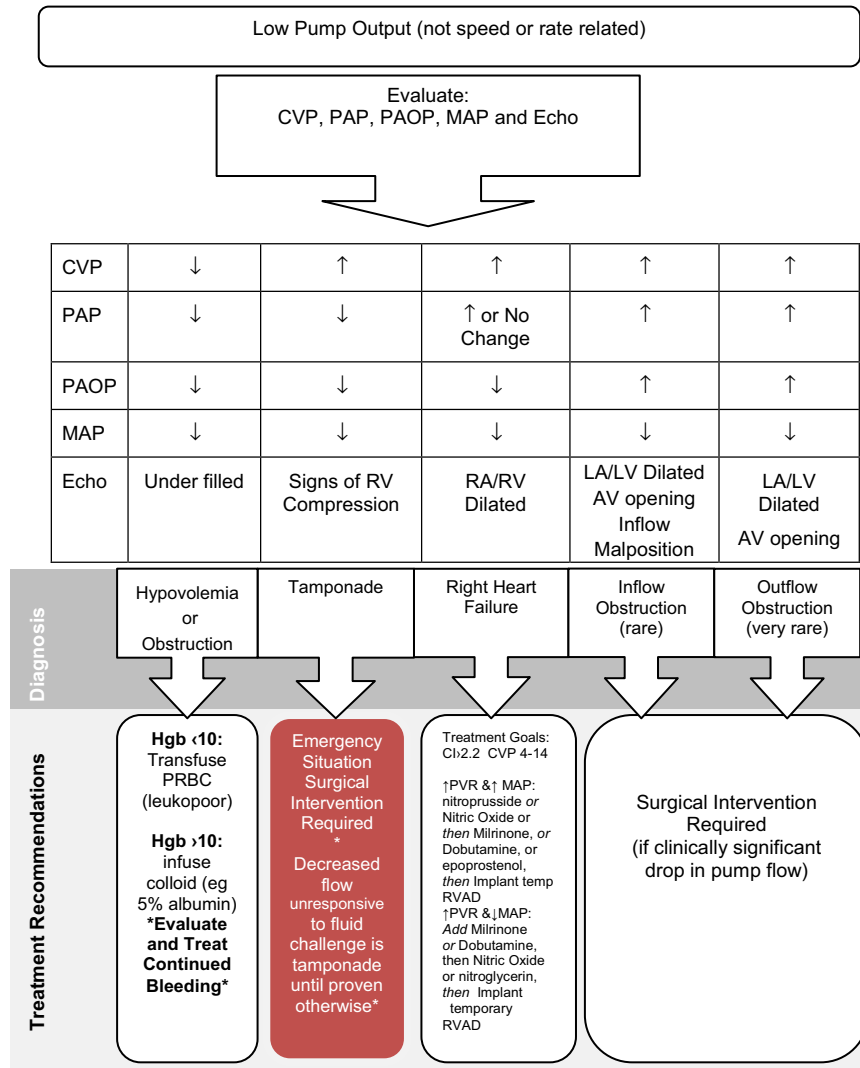 Low Pump Output (not speed or rate related)
Evaluate:
CVP, PAP, PAOP, MAP and Echo
CVP ↓ ↑ ↑ ↑ ↑
PAP ↓ ↓ ↑ or No Change ↑ ↑
PAOP ↓ ↓ ↓ ↑ ↑
MAP ↓ ↓ ↓ ↓ ↓
Echo
Under filled
Signs of RV
Compression
RA/RV
Dilated
LA/LV Dilated
AV opening
Inflow
Malposition
LA/LV
Dilated
AV opening
Diagnosis
Hypovolemia
or
Obstruction
Tamponade
Right Heart
Failure
Inflow
Obstruction
(rare)
Outflow
Obstruction
(very rare)
Treatment Recommendations
Hgb ‹10:
Transfuse
PRBC
(leukopoor)
Hgb ›10:
infuse
colloid (eg
5% albumin)
*Evaluate
and Treat
Continued
Bleeding*
Emergency
Situation
Surgical
Intervention
Required
*
Decreased
flow
unresponsive
to fluid
challenge is
tamponade
until proven
otherwise*
Treatment Goals:
CI›2.2 CVP 4-14
↑PVR &↑ MAP:
nitroprusside or
Nitric Oxide or
then Milrinone, or
Dobutamine, or
epoprostenol,
then Implant temp
RVAD
↑PVR &↓MAP:
Add Milrinone
or Dobutamine,
then Nitric Oxide
or nitroglycerin,
then Implant
temporary
RVAD
Surgical Intervention
Required
(if clinically significant
drop in pump flow)